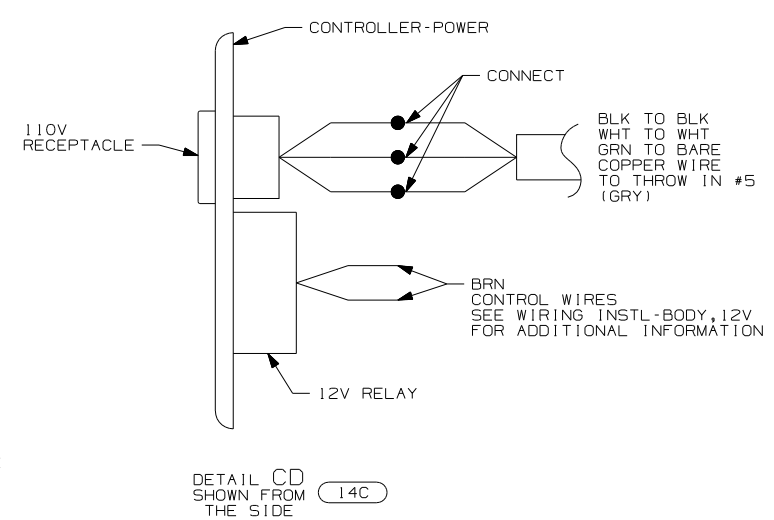 CONTROLLER-POWER
CONNECT
110V
RECEPTACLE
BLK TO BLK
WHT TO WHT
GRN TO BARE
COPPER WIRE
TO THROW IN #5
(GRY)
BRN
CONTROL WIRES
SEE WIRING INSTL-BODY,12V
FOR ADDITIONAL INFORMATION
12V RELAY
DETAIL CD
SHOWN FROM 14C
THE SIDE